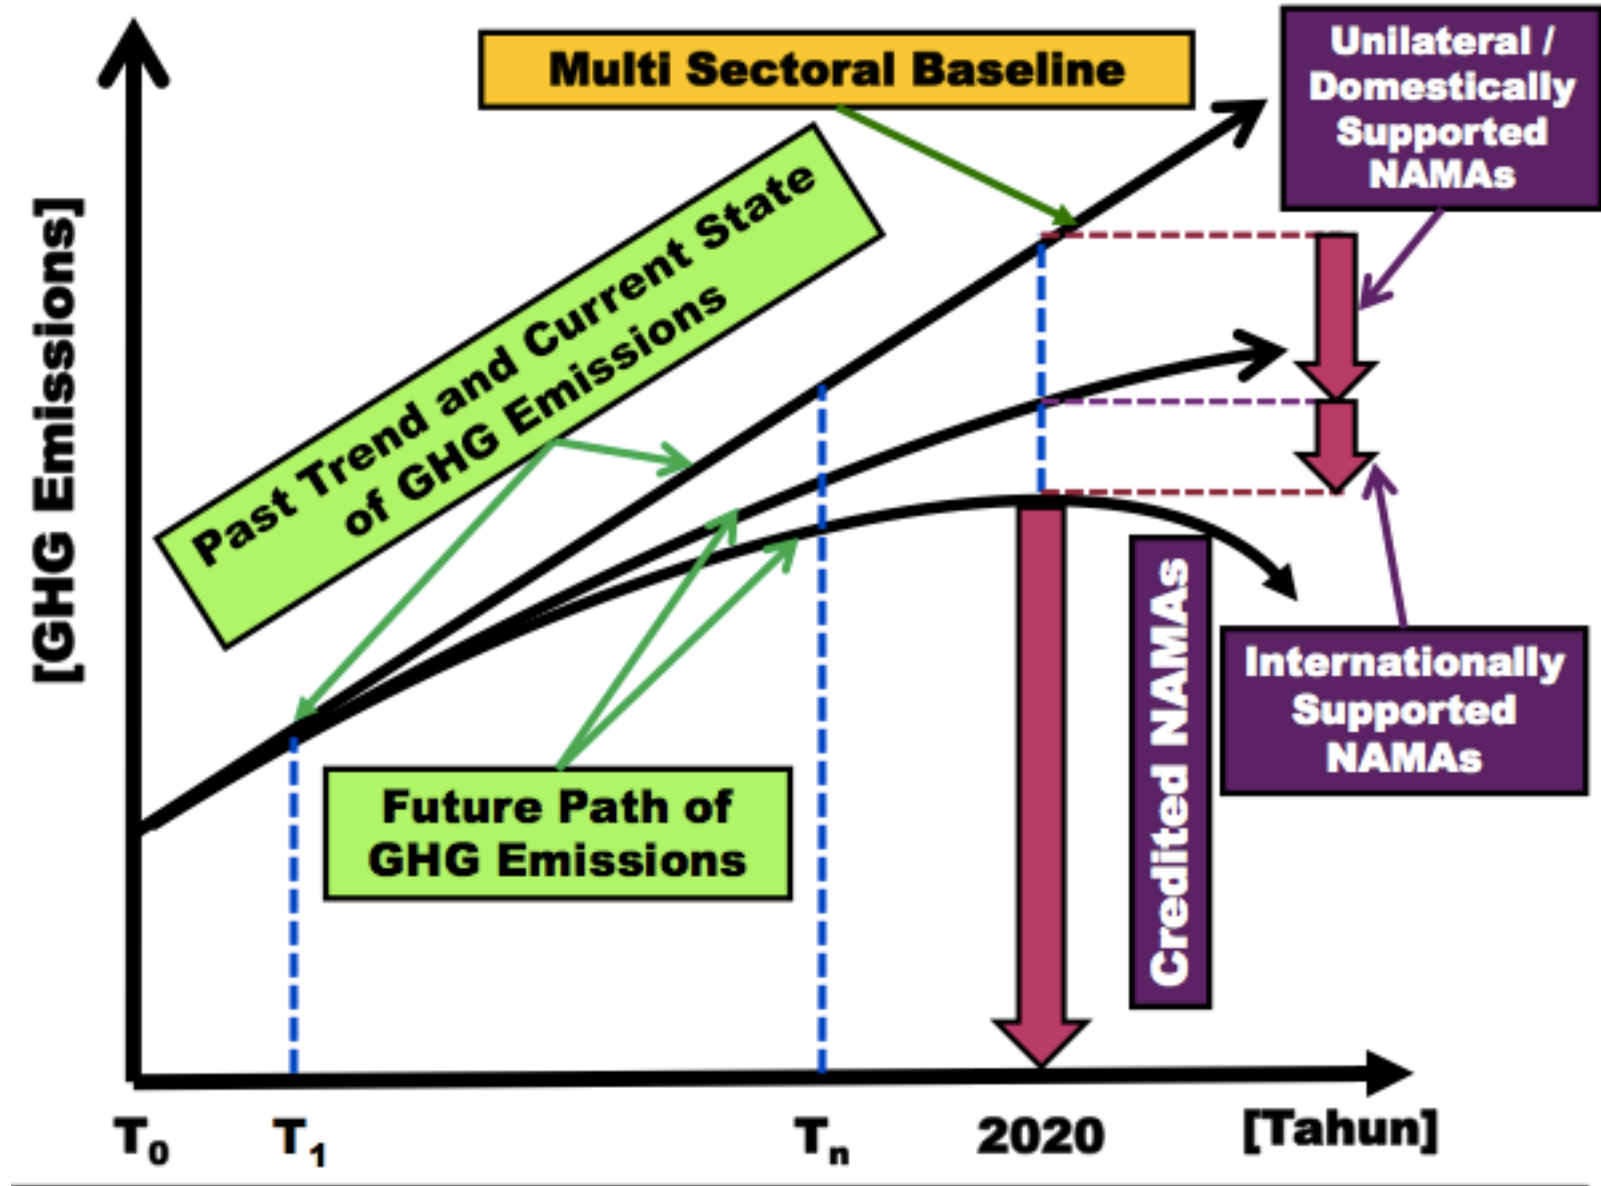 Multi Sectoral Baseline
Unilateral /
Domestically
Supported
NAMAs
Past Trend and Current State
of GHG Emissions
[GHG Emissions]
Future Path of
GHG Emissions
Credited NAMAs
Internationally
Supported
NAMAs
T0 T1 Tn 2020 [Tahun]